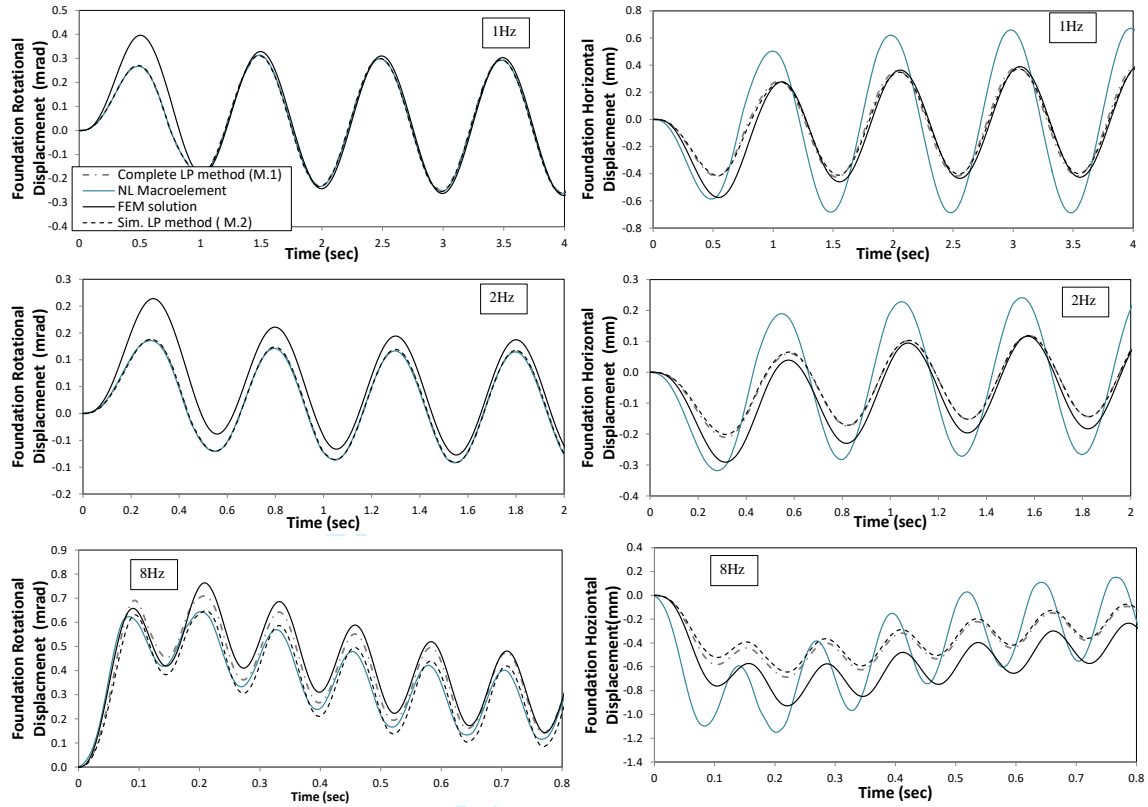 Foundation Rotational
Displacmenet (mrad)
0.5
0.4
0.3
0.2
0.1
0.0
-0.1
-0.2
-0.3
-0.4
1Hz
Complete LP method (M.1)
NL Macroelement
FEM solution
Sim. LP method ( M.2)
0 0.5 1 1.5 2 2.5 3 3.5 4
Time (sec)
Foundation Horizontal
Displacmenet (mm)
0.8
0.6
0.4
0.2
0.0
-0.2
-0.4
-0.6
-0.8
1Hz
0 0.5 1 1.5 2 2.5 3 3.5 4
Time (sec)
Foundation Rotational
Displacmenet (mrad)
0.3
0.2
0.2
0.1
0.1
0.0
-0.1
-0.1
-0.2
2Hz
0 0.2 0.4 0.6 0.8 1 1.2 1.4 1.6 1.8 2
Time (sec)
Foundation Horizontal
Displacmenet (mm)
0.3
0.2
0.1
0.0
-0.1
-0.2
-0.3
-0.4
2Hz
0 0.2 0.4 0.6 0.8 1 1.2 1.4 1.6 1.8 2
Time (sec)
Foundation Rotational
Displacmenet (mrad)
0.9
0.8
0.7
0.6
0.5
0.4
0.3
0.2
0.1
0.0
8Hz
0 0.1 0.2 0.3 0.4 0.5 0.6 0.7 0.8
Time (sec)
Foundation Hoziontal
Displacmenet(mm)
0.4
0.2
0.0
-0.2
-0.4
-0.6
-0.8
-1.0
-1.2
-1.4
8Hz
0 0.1 0.2 0.3 0.4 0.5 0.6 0.7 0.8
Time (sec)